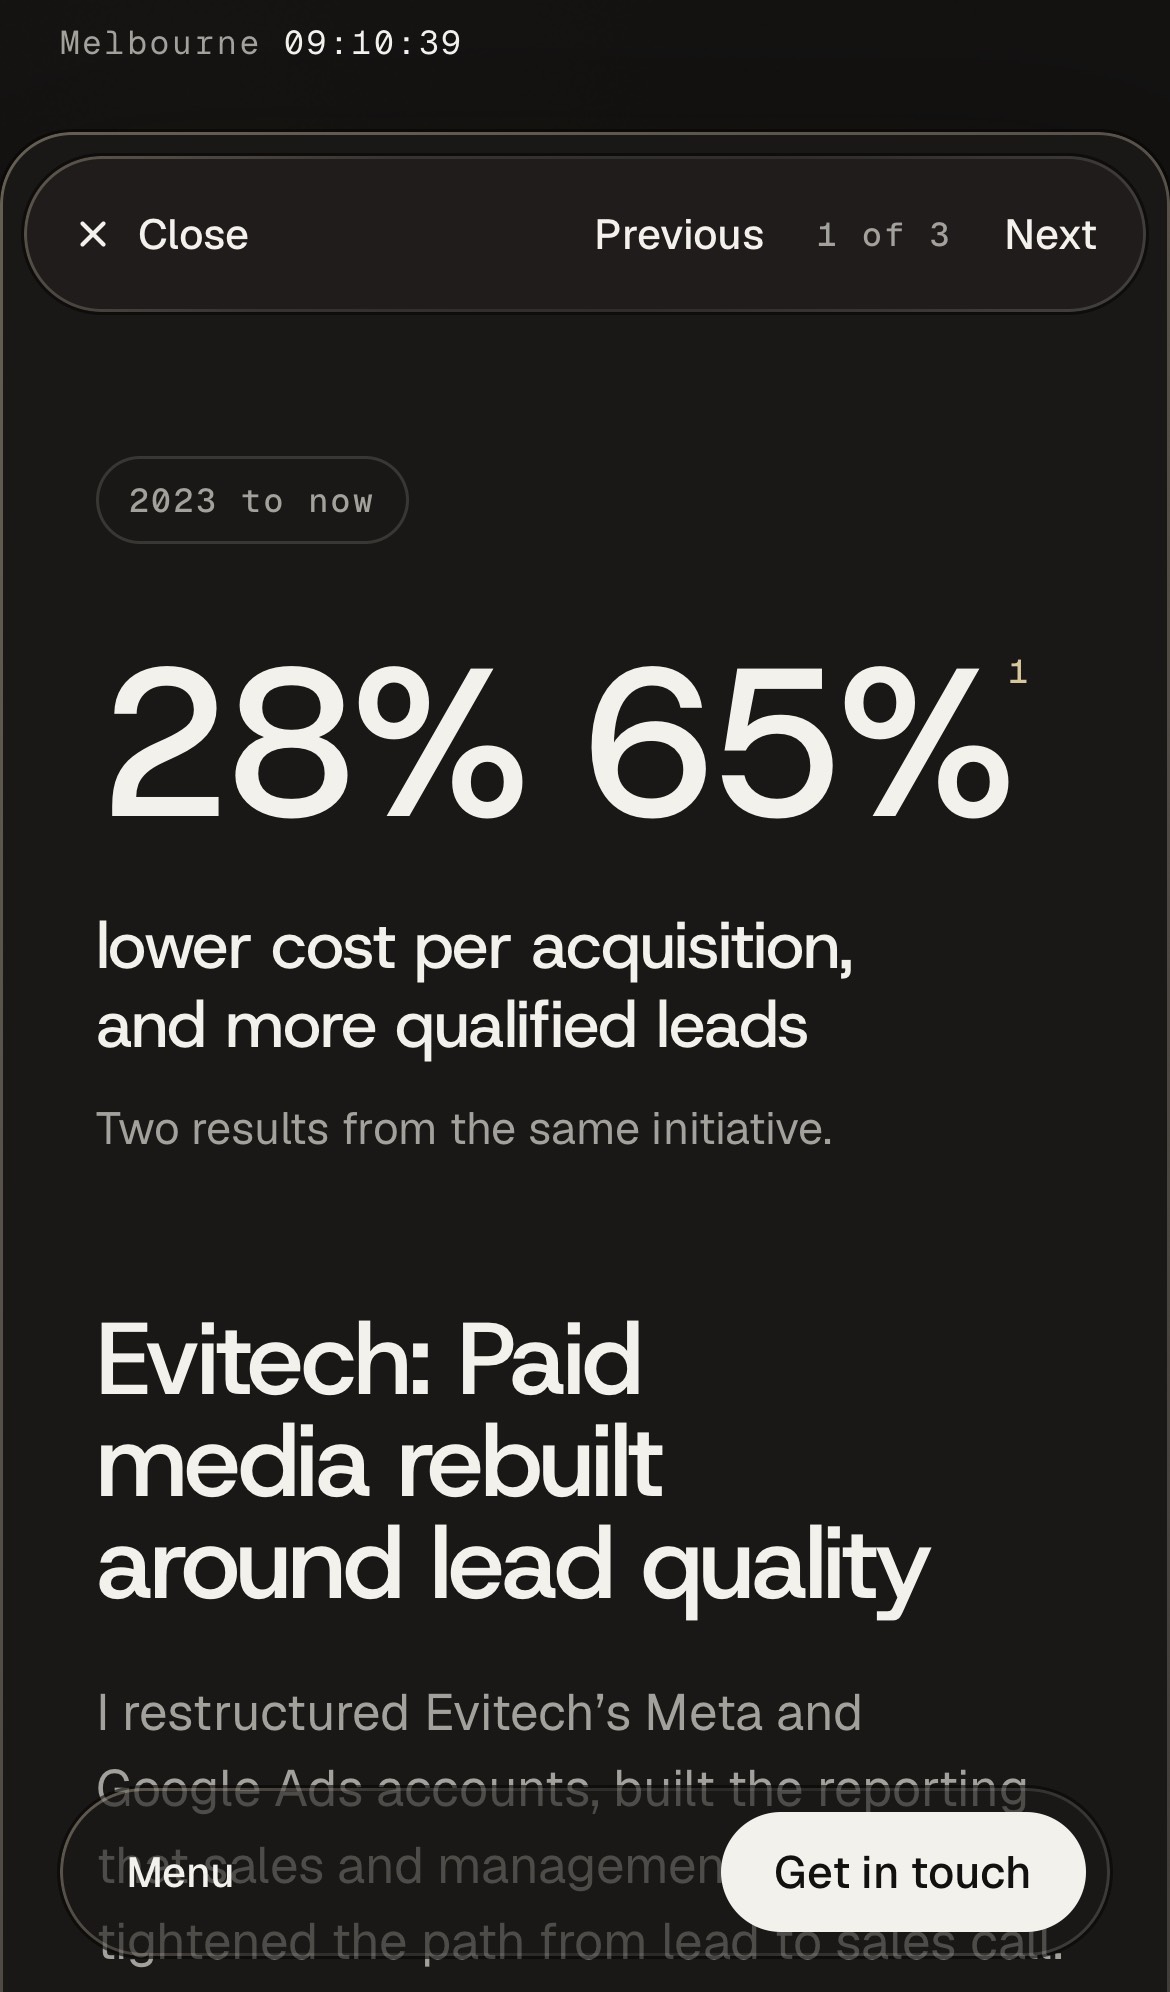 Melbourne 09:10:39
Close Previous 1 of 3 Next
2023 to now
28% 65% 1
lower cost per acquisition,
and more qualified leads
Two results from the same initiative.
Evitech: Paid
media rebuilt
around lead quality
I restructured Evitech’s Meta and
Google Ads accounts, built the reporting
that sales and managemen
Menu Get in touch
tightened the path from lead to sales call.